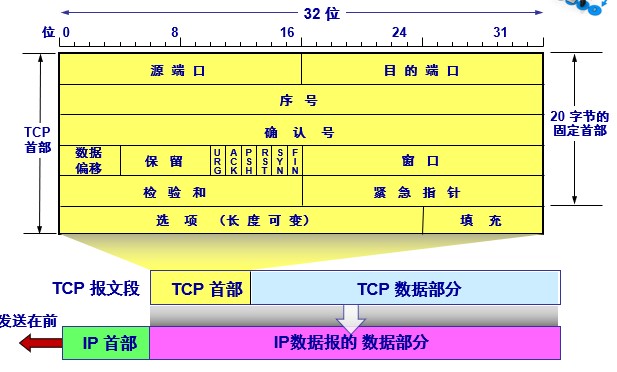 32 位
位 0 8 16 24 31
源 端 口 目 的 端 口
序 号
TCP
首部
20 字节的
固定首部
确 认 号
数据
偏移
保 留
URG
ACK
PSH
RST
SYN
FIN
窗 口
检 验 和 紧 急 指 针
选 项 (长 度 可 变) 填 充
TCP 报文段 TCP 首部 TCP 数据部分
发送在前
IP 首部 IP数据报的 数据部分